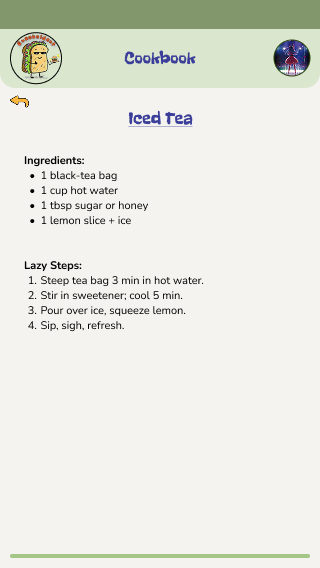 Cookbook
Iced Tea
Ingredients:
• 1 black-tea bag
• 1 cup hot water
• 1 tbsp sugar or honey
• 1 lemon slice + ice
Lazy Steps:
1. Steep tea bag 3 min in hot water.
2. Stir in sweetener; cool 5 min.
3. Pour over ice, squeeze lemon.
4. Sip, sigh, refresh.